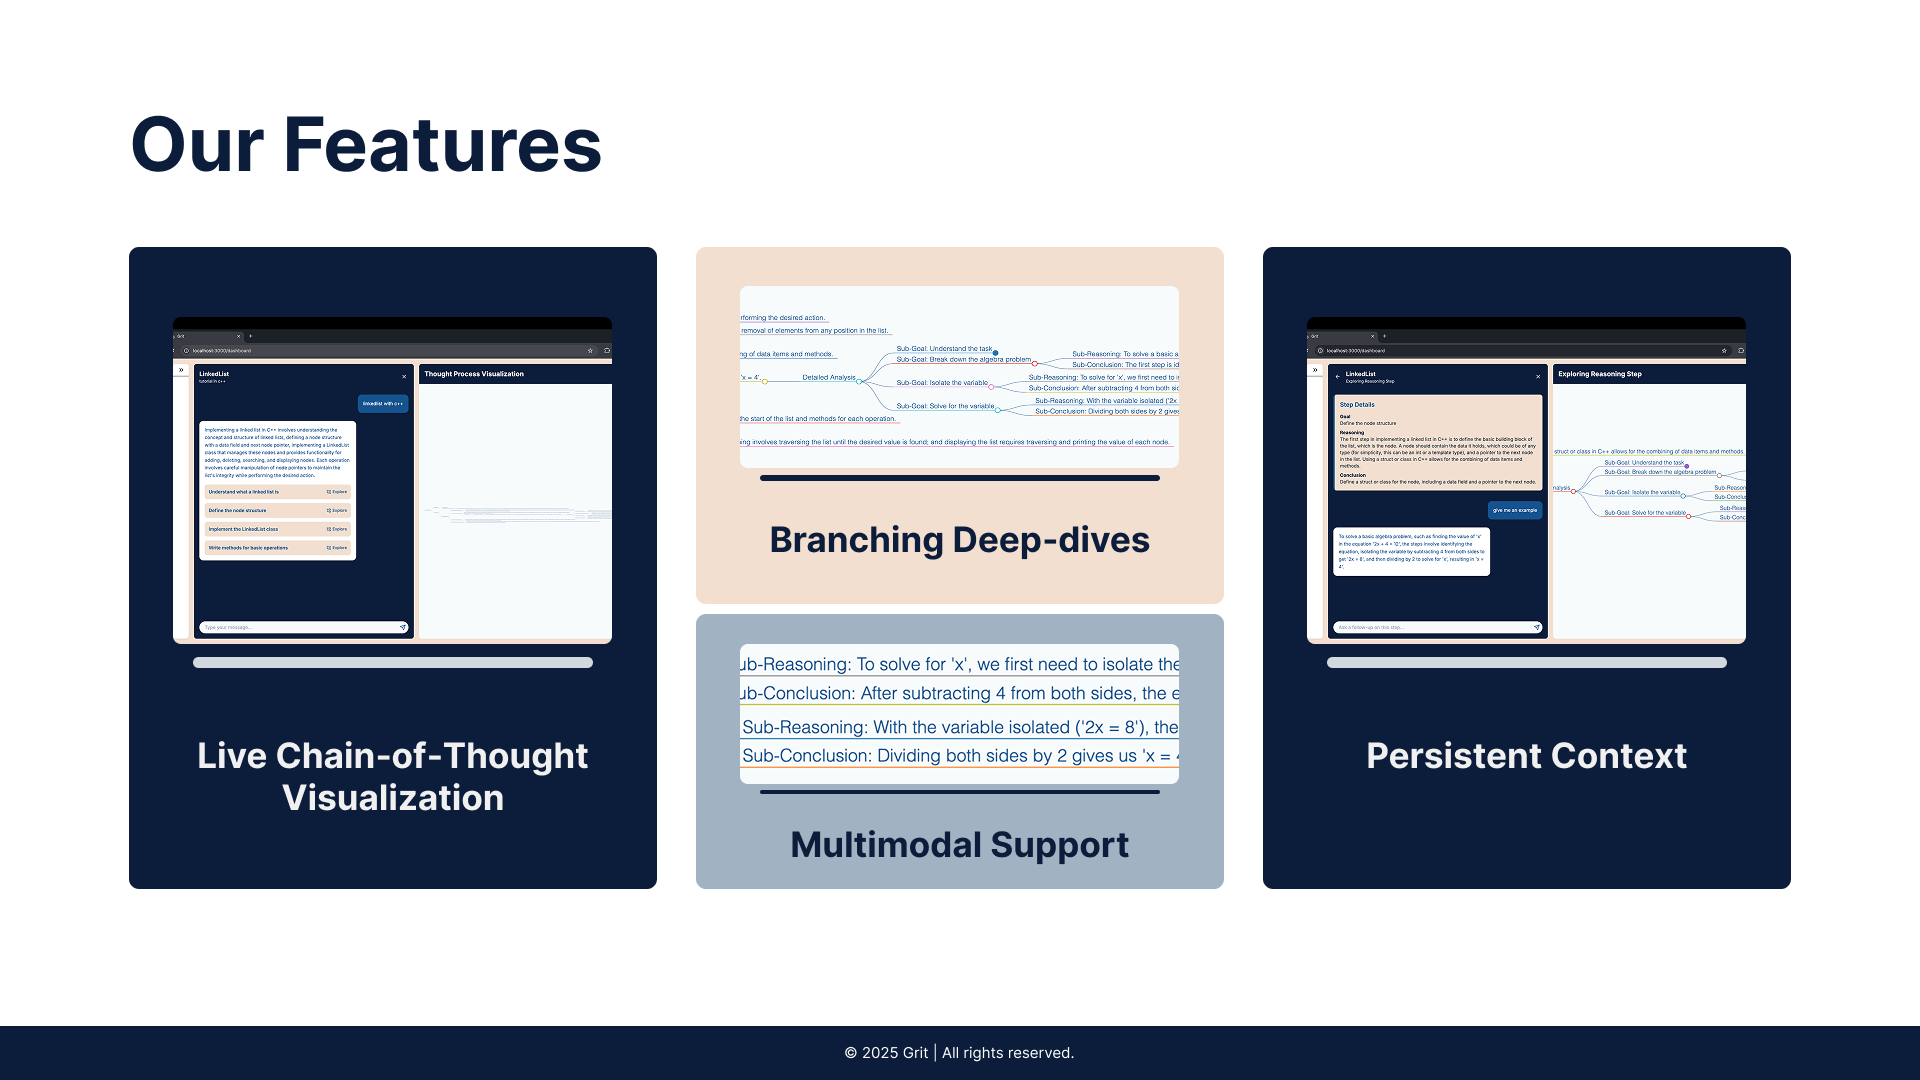 Our Features
Grit
localhost:3000/dashboard
LinkedList
tutorial in c++
linkedlist with c++
Implementing a linked list in C++ involves understanding the
concept and structure of linked lists, defining a node structure
with a data field and next node pointer, implementing a LinkedList
class that manages these nodes and provides functionality for
adding, deleting, searching, and displaying nodes. Each operation
involves careful manipulation of node pointers to maintain the
list's integrity while performing the desired action.
Understand what a linked list is Explore
Define the node structure Explore
Implement the LinkedList class Explore
Write methods for basic operations Explore
Type your message...
Thought Process Visualization
Live Chain-of-Thought
Visualization
rforming the desired action.
removal of elements from any position in the list.
ng of data items and methods.
'x = 4'.
Detailed Analysis
Sub-Goal: Understand the task
Sub-Goal: Break down the algebra problem
Sub-Reasoning: To solve a basic a
Sub-Conclusion: The first step is id
Sub-Goal: Isolate the variable
Sub-Reasoning: To solve for 'x', we first need to i
Sub-Conclusion: After subtracting 4 from both sid
Sub-Goal: Solve for the variable
Sub-Reasoning: With the variable isolated ('2x
Sub-Conclusion: Dividing both sides by 2 gives
the start of the list and methods for each operation.
ing involves traversing the list until the desired value is found; and displaying the list requires traversing and printing the value of each node.
Branching Deep-dives
ub-Reasoning: To solve for 'x', we first need to isolate the
ub-Conclusion: After subtracting 4 from both sides, the e
Sub-Reasoning: With the variable isolated ('2x = 8'), the
Sub-Conclusion: Dividing both sides by 2 gives us 'x = 4
Multimodal Support
Grit
localhost:3000/dashboard
LinkedList
Exploring Reasoning Step
Step Details
Goal
Define the node structure
Reasoning
The first step in implementing a linked list in C++ is to define the basic building block of
the list, which is the node. A node should contain the data it holds, which could be of any
type (for simplicity, this can be an int or a template type), and a pointer to the next node
in the list. Using a struct or class in C++ allows for the combining of data items and
methods.
Conclusion
Define a struct or class for the node, including a data field and a pointer to the next node.
give me an example
To solve a basic algebra problem, such as finding the value of 'x'
in the equation '2x + 4 = 12', the steps involve identifying the
equation, isolating the variable by subtracting 4 from both sides to
get '2x = 8', and then dividing by 2 to solve for 'x', resulting in 'x =
4'.
Ask a follow-up on this step...
Exploring Reasoning Step
struct or class in C++ allows for the combining of data items and methods.
nalysis
Sub-Goal: Understand the task
Sub-Goal: Break down the algebra problem
Sub-Goal: Isolate the variable
Sub-Reason
Sub-Conclus
Sub-Goal: Solve for the variable
Sub-Reas
Sub-Conc
Persistent Context
© 2025 Grit | All rights reserved.